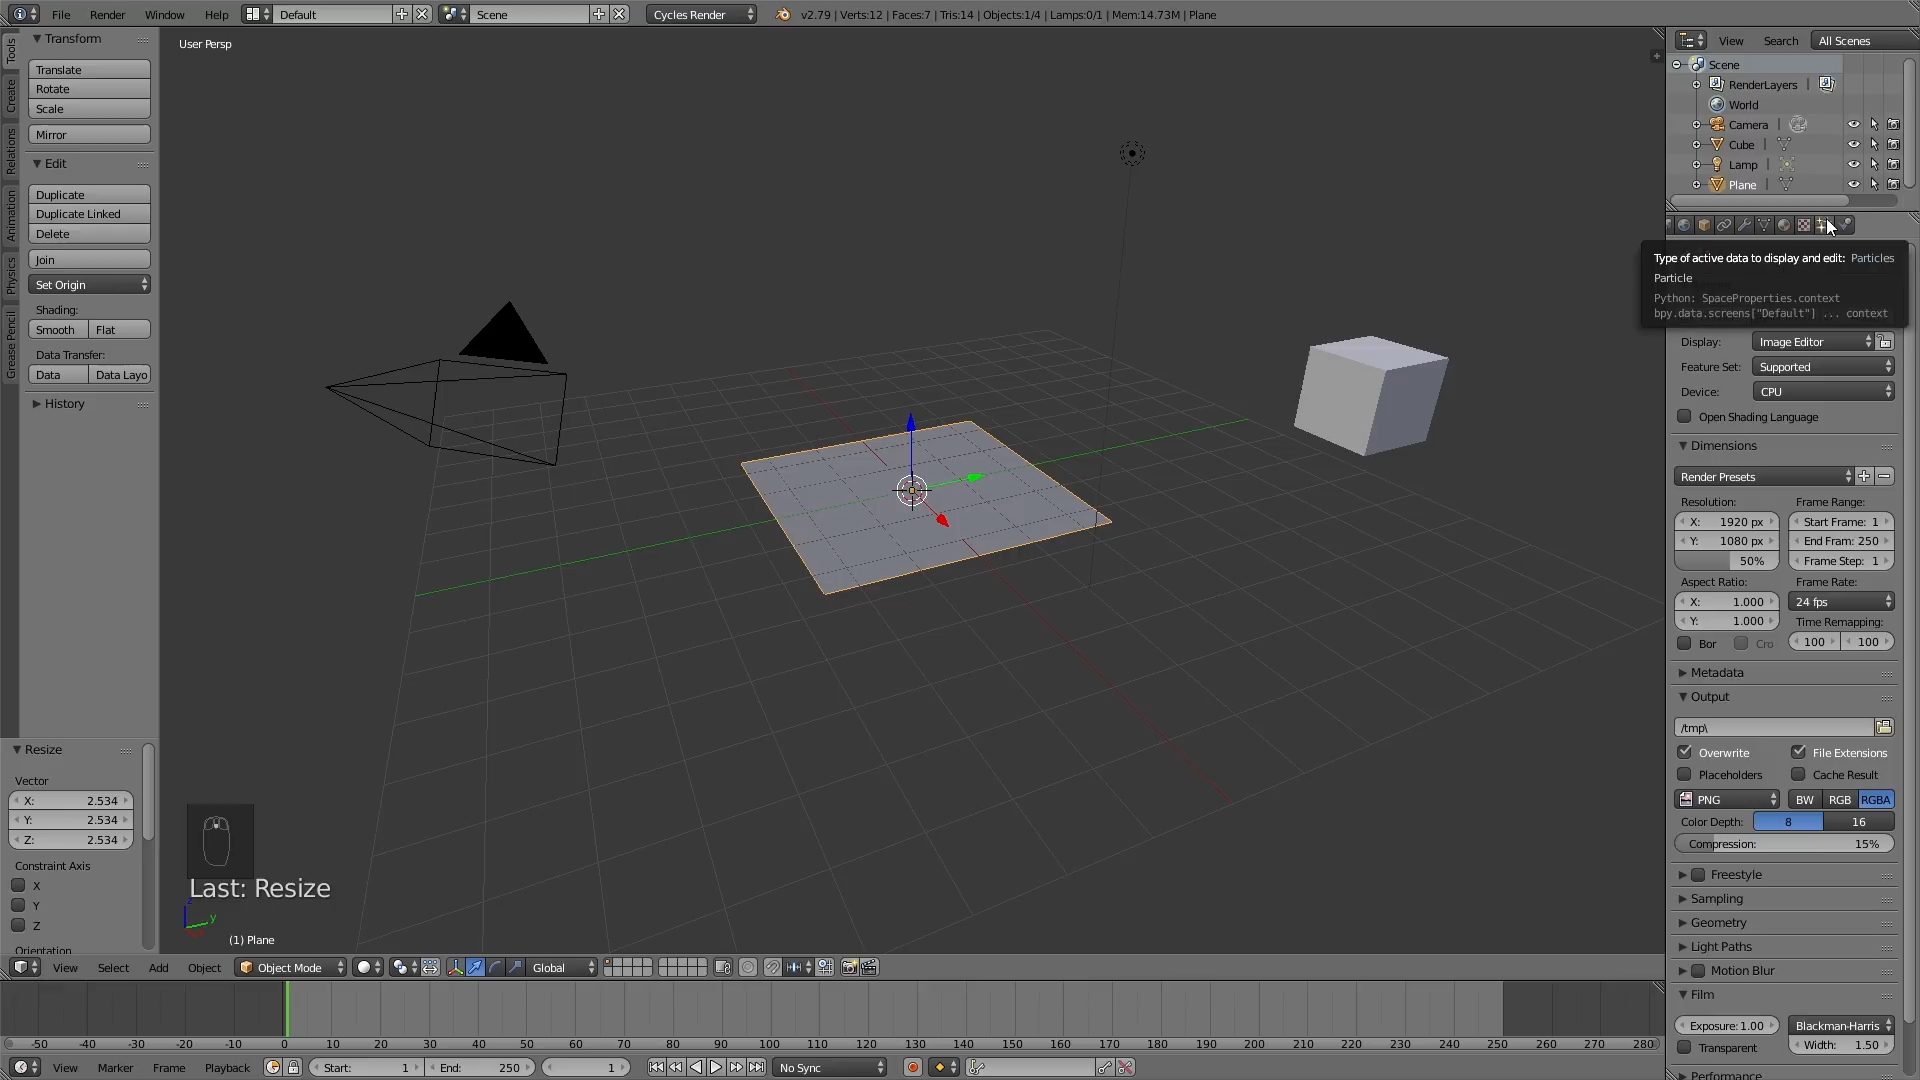 File Render Window Help Default Scene Cycles Render v2.79 | Verts:12 | Faces:7 | Tris:14 | Objects:1/4 | Lamps:0/1 | Mem:14.73M | Plane
Tools
Create
Relations
Animation
Physics
Grease Pencil
Transform
Translate
Rotate
Scale
Mirror
Edit
Duplicate
Duplicate Linked
Delete
Join
Set Origin
Shading:
Smooth Flat
Data Transfer:
Data Data Layo
History
Resize
Vector
X: 2.534
Y: 2.534
Z: 2.534
Constraint Axis
X
Y
Z
Orientation
User Persp
Last: Resize
z
y
(1) Plane
View Select Add Object Object Mode Global
-50 -40 -30 -20 -10 0 10 20 30 40 50 60 70 80 90 100 110 120 130 140 150 160 170 180 190 200 210 220 230 240 250 260 270 280
View Marker Frame Playback Start: 1 End: 250 1 No Sync
View Search All Scenes
Scene
RenderLayers |
World
Camera |
Cube |
Lamp |
Plane |
Type of active data to display and edit: Particles
Particle
Python: SpaceProperties.context
bpy.data.screens["Default"] ... context
Display: Image Editor
Feature Set: Supported
Device: CPU
Open Shading Language
Dimensions
Render Presets
Resolution: Frame Range:
X: 1920 px Start Frame: 1
Y: 1080 px End Fram: 250
50% Frame Step: 1
Aspect Ratio: Frame Rate:
X: 1.000 24 fps
Y: 1.000 Time Remapping:
Bor Cro 100 100
Metadata
Output
/tmp\
Overwrite File Extensions
Placeholders Cache Result
PNG BW RGB RGBA
Color Depth: 8 16
Compression: 15%
Freestyle
Sampling
Geometry
Light Paths
Motion Blur
Film
Exposure: 1.00 Blackman-Harris
Transparent Width: 1.50
Performance